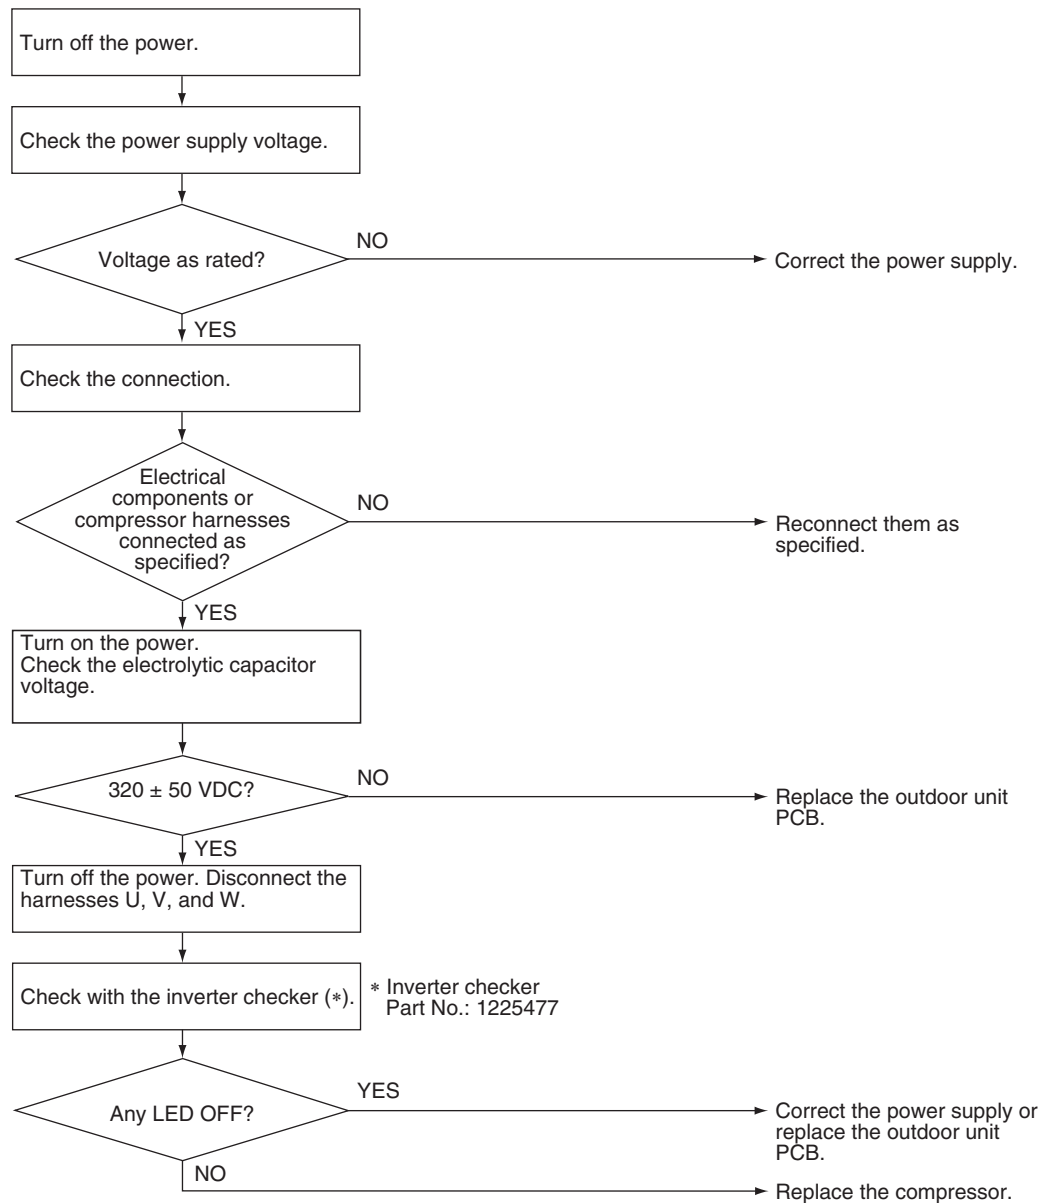 Turn off the power.
Check the power supply voltage.
Voltage as rated?
NO
Correct the power supply.
YES
Check the connection.
Electrical
components or
compressor harnesses
connected as
specified?
NO
Reconnect them as
specified.
YES
Turn on the power.
Check the electrolytic capacitor
voltage.
320 ± 50 VDC?
NO
Replace the outdoor unit
PCB.
YES
Turn off the power. Disconnect the
harnesses U, V, and W.
Check with the inverter checker (∗).
∗ Inverter checker
Part No.: 1225477
Any LED OFF?
YES
Correct the power supply or
replace the outdoor unit
PCB.
NO
Replace the compressor.